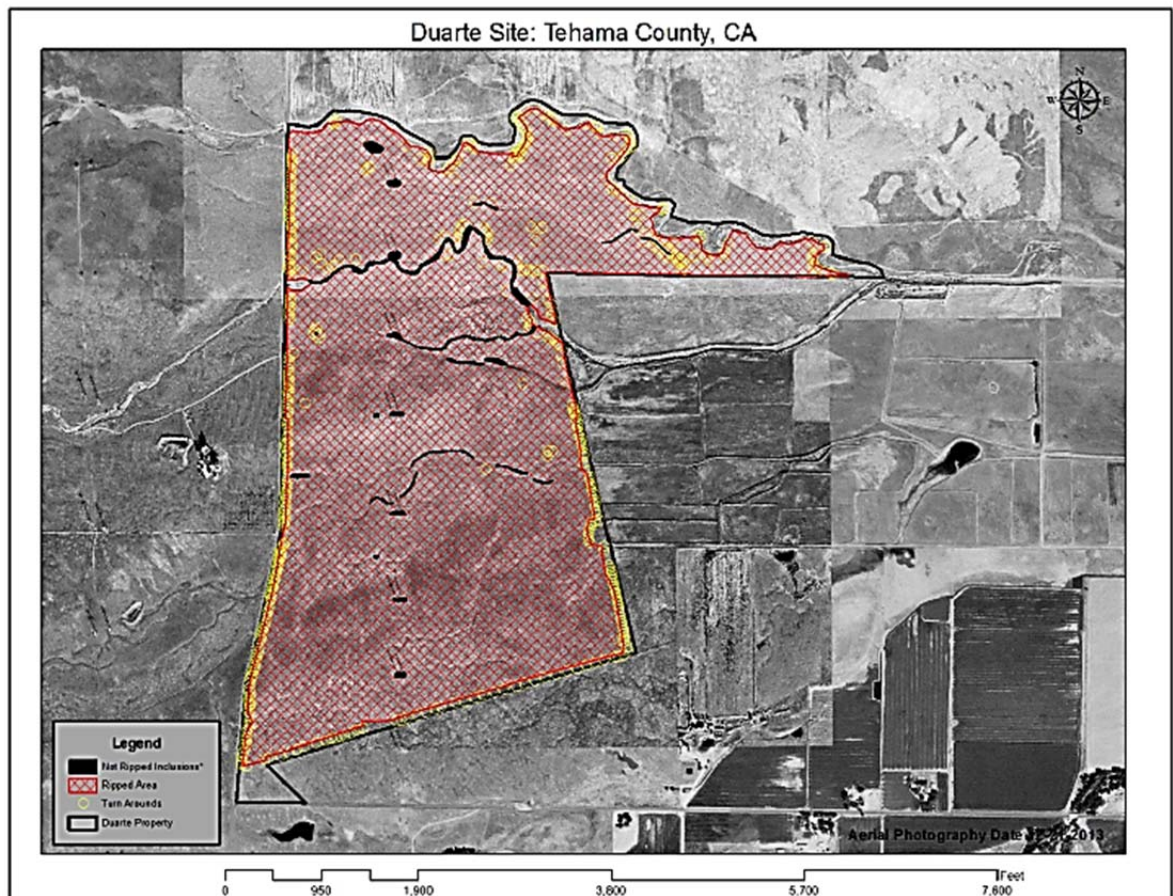 Duarte Site: Tehama County, CA
N
W E
S
Legend
Not Ripped Inclusions*
Ripped Area
Turn Arounds
Duarte Property
Aerial Photography Date 2013
Feet
0 950 1,900 3,800 5,700 7,600